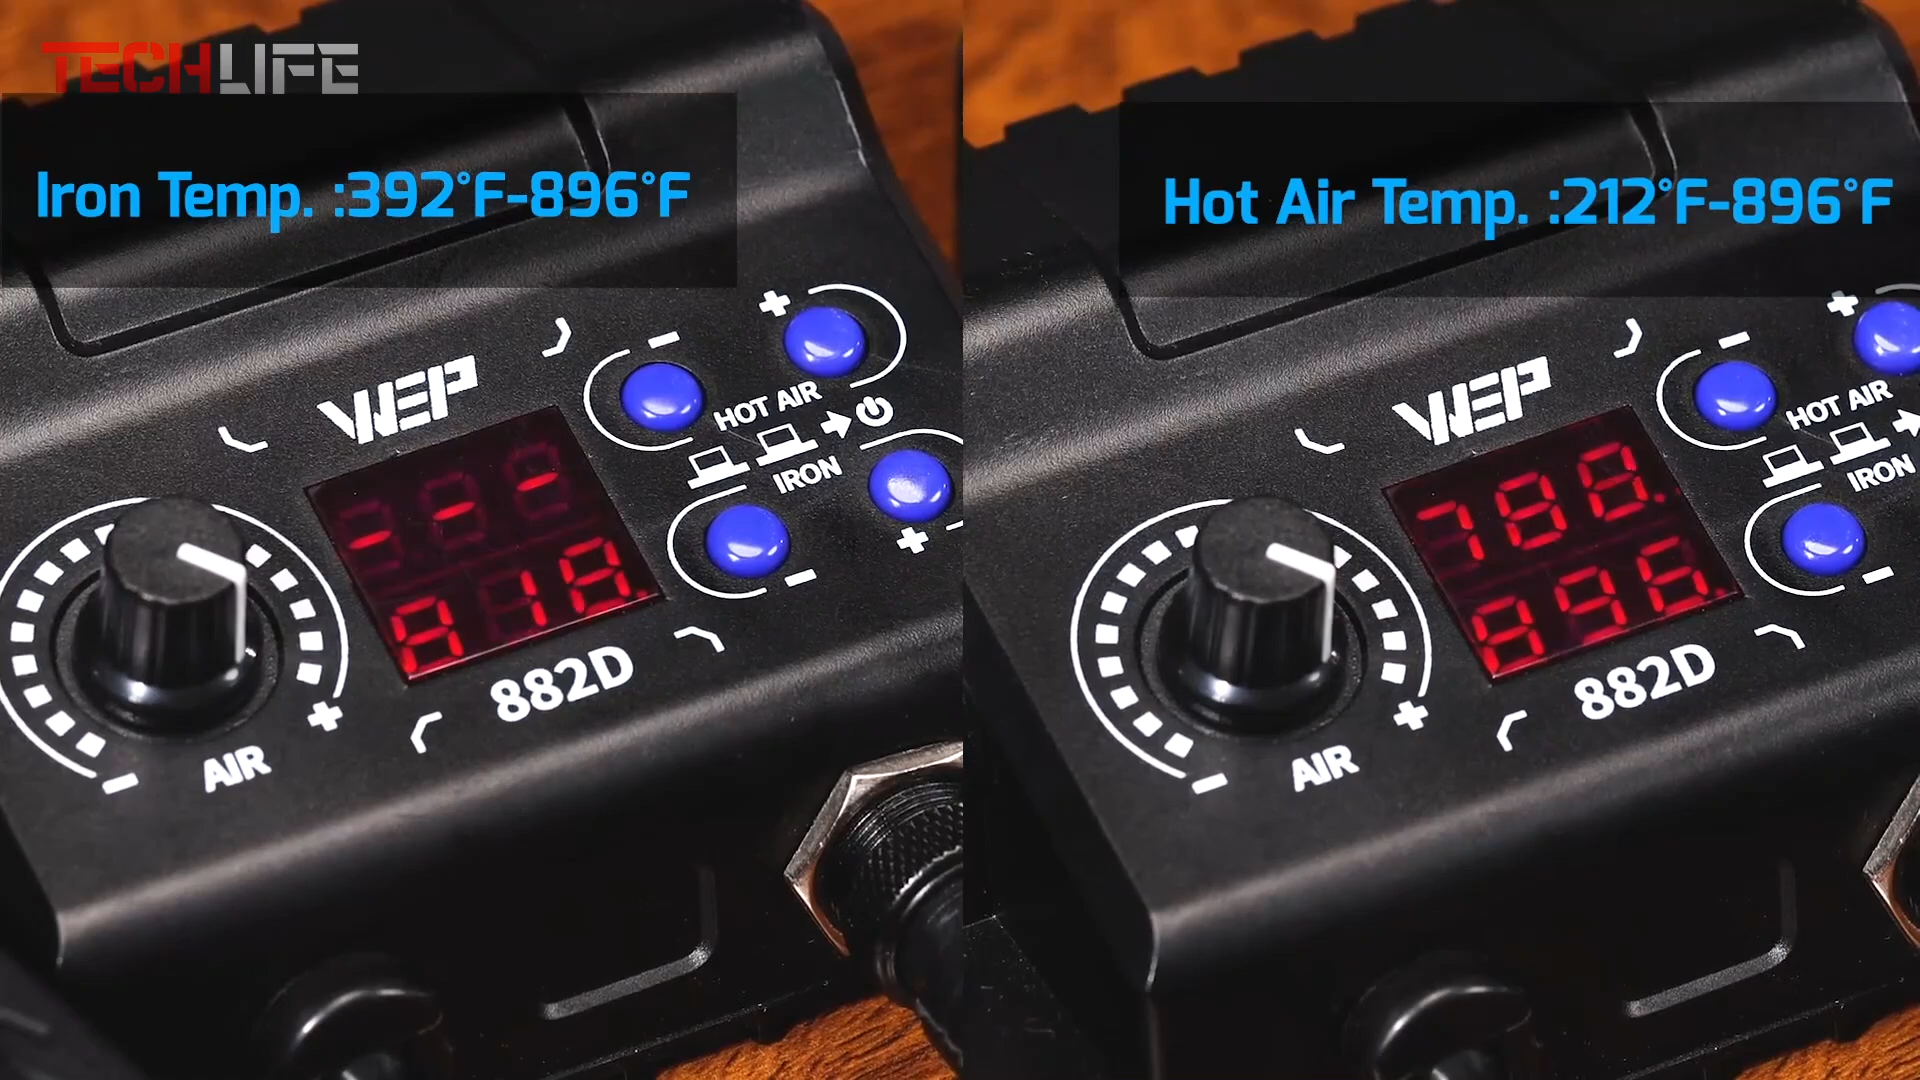 TECHLIFE
Iron Temp. :392°F-896°F
WEP
- +
HOT AIR
IRON
- +
---
882D
AIR
- +
Hot Air Temp. :212°F-896°F
WEP
- +
HOT AIR
IRON
-
896.
882D
AIR
- +